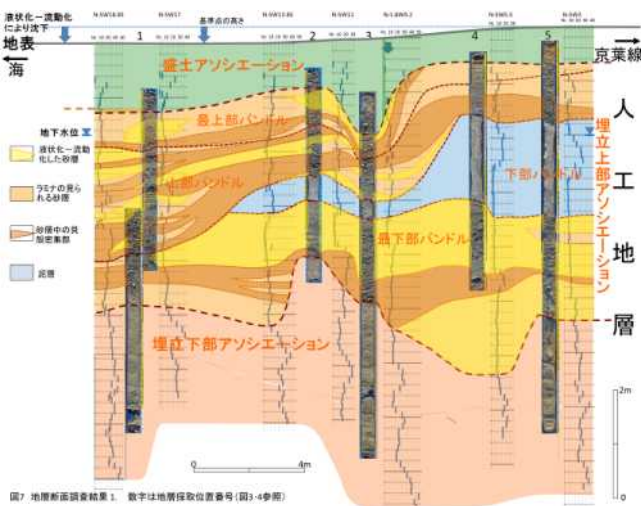 液状化ー流動化
により沈下
基準点の高さ
地表
海
京葉線
N-SW17
N-SW11
1
2
3
4
5
盛土アソシエーション
最上部バンドル
上部バンドル
下部バンドル
最下部バンドル
埋立下部アソシエーション
埋立上部アソシエーション
人工地層
地下水位
液状化ー流動
化した砂層
ラミナの見ら
れる砂層
砂層中の貝
殻密集部
泥層
0
4m
2m
0
図7 地層断面調査結果1. 数字は地層採取位置番号(図3・4参照)